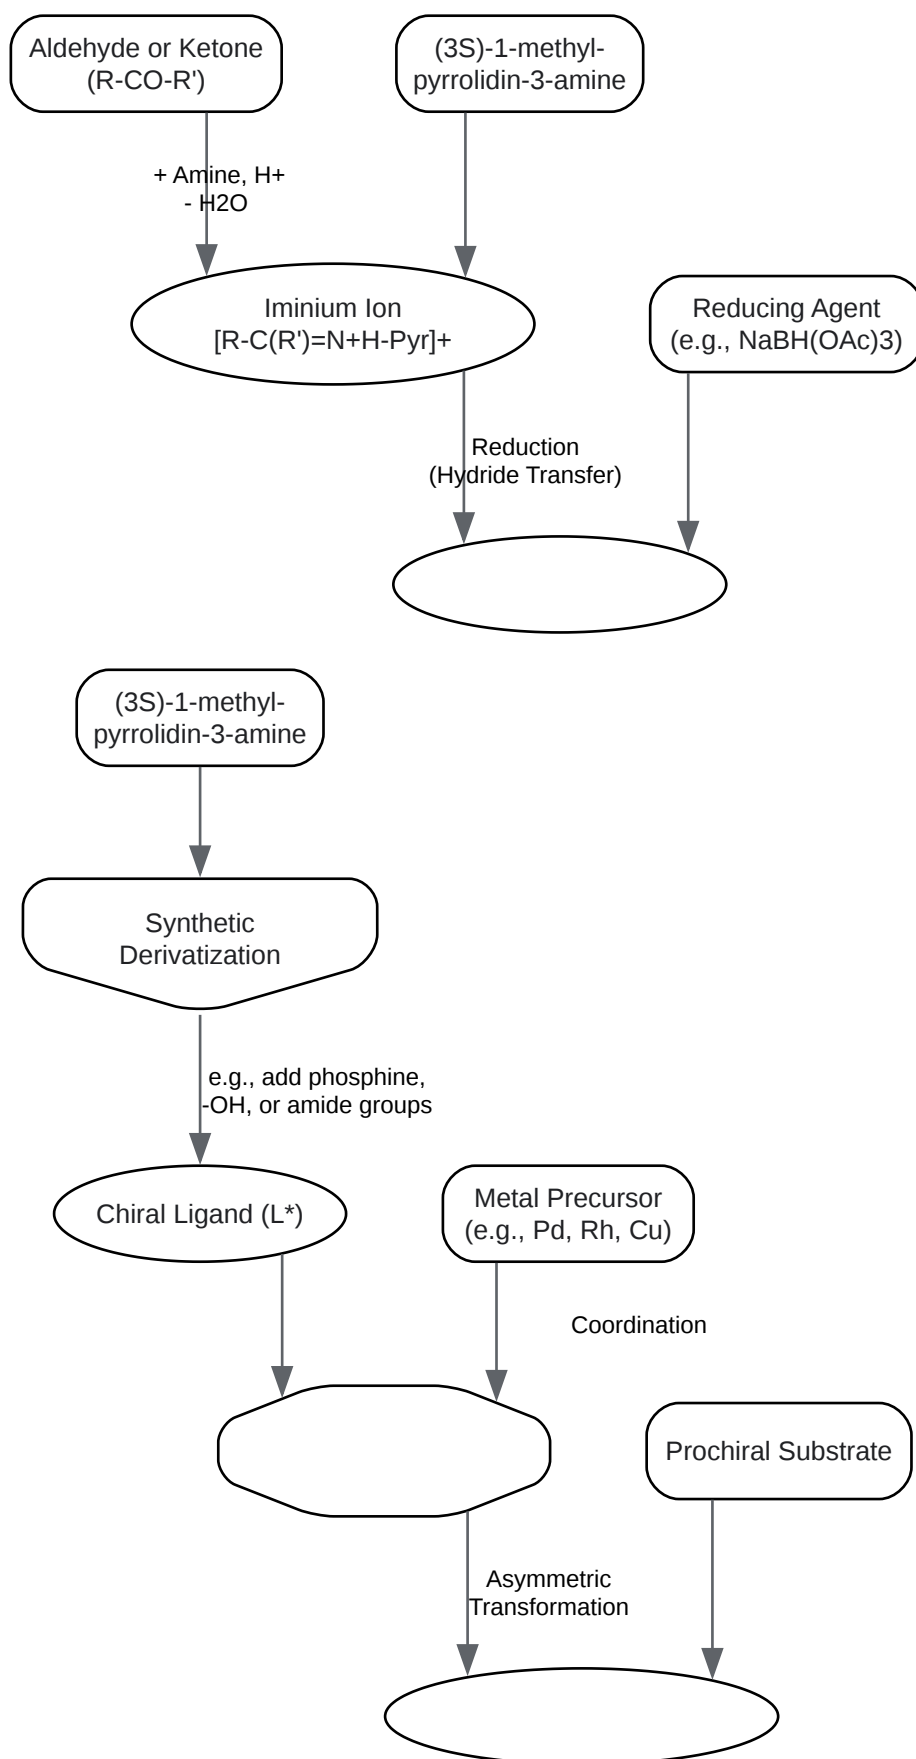 Aldehyde or Ketone
(R-CO-R')
(3S)-1-methyl-
pyrrolidin-3-amine
+ Amine, H+
- H2O
Iminium Ion
[R-C(R')=N+H-Pyr]+
Reducing Agent
(e.g., NaBH(OAc)3)
Reduction
(Hydride Transfer)
(3S)-1-methyl-
pyrrolidin-3-amine
Synthetic
Derivatization
e.g., add phosphine,
-OH, or amide groups
Chiral Ligand (L*)
Metal Precursor
(e.g., Pd, Rh, Cu)
Coordination
Prochiral Substrate
Asymmetric
Transformation